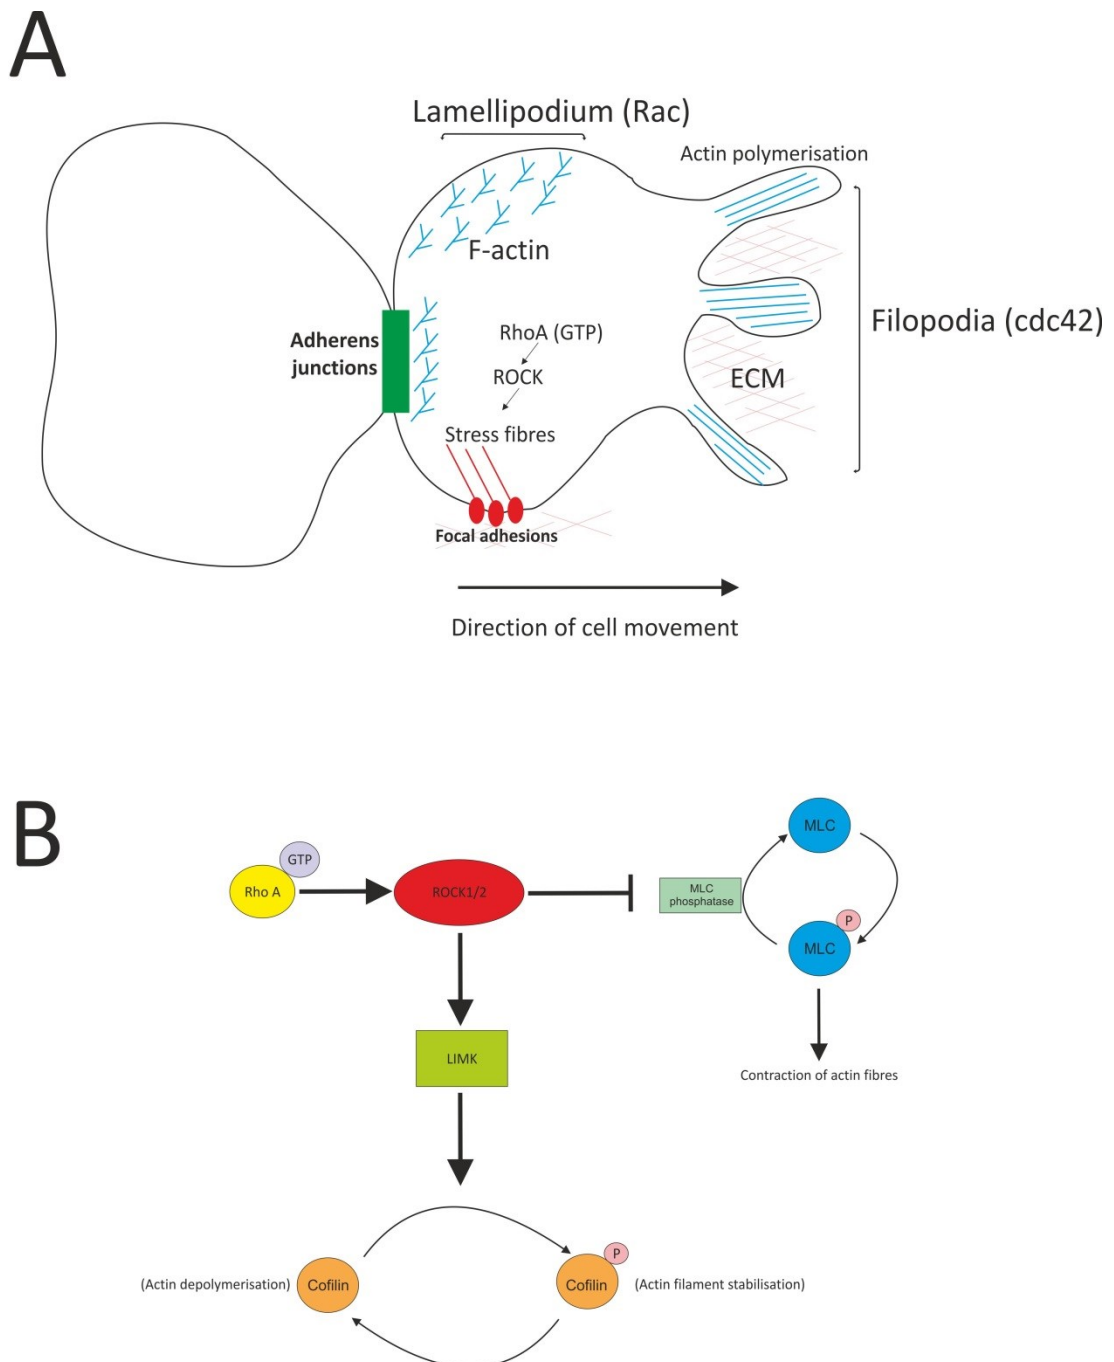 A
Lamellipodium (Rac)
Actin polymerisation
F-actin
Filopodia (cdc42)
Adherens
junctions
RhoA (GTP)
ROCK
ECM
Stress fibres
Focal adhesions
Direction of cell movement
B
MLC
GTP
Rho A
ROCK1/2
MLC
phosphatase
P
MLC
LIMK
Contraction of actin fibres
P
(Actin depolymerisation)
Cofilin
Cofilin
(Actin filament stabilisation)